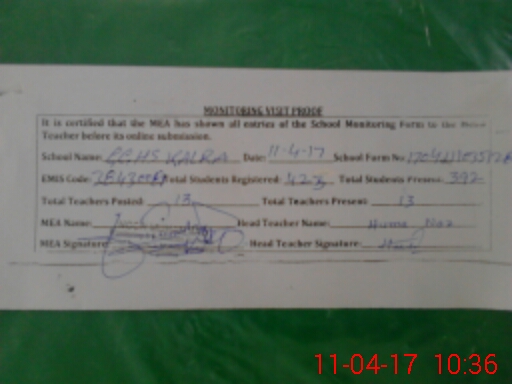 MONITORING VISIT PROOF
It is certified that the MEA has shown all entries of the School Monitoring Form to the
Teacher before its online submission.
School Name: KALRA Date: 11-4-17 School Form No
EMIS Code: Total Students Registered: Total Students Present: 392
Total Teachers Posted: 13 Total Teachers Present: 13
MEA Name: Head Teacher Name: Huma Naz
MEA Signature Head Teacher Signature:
11-04-17 10:36